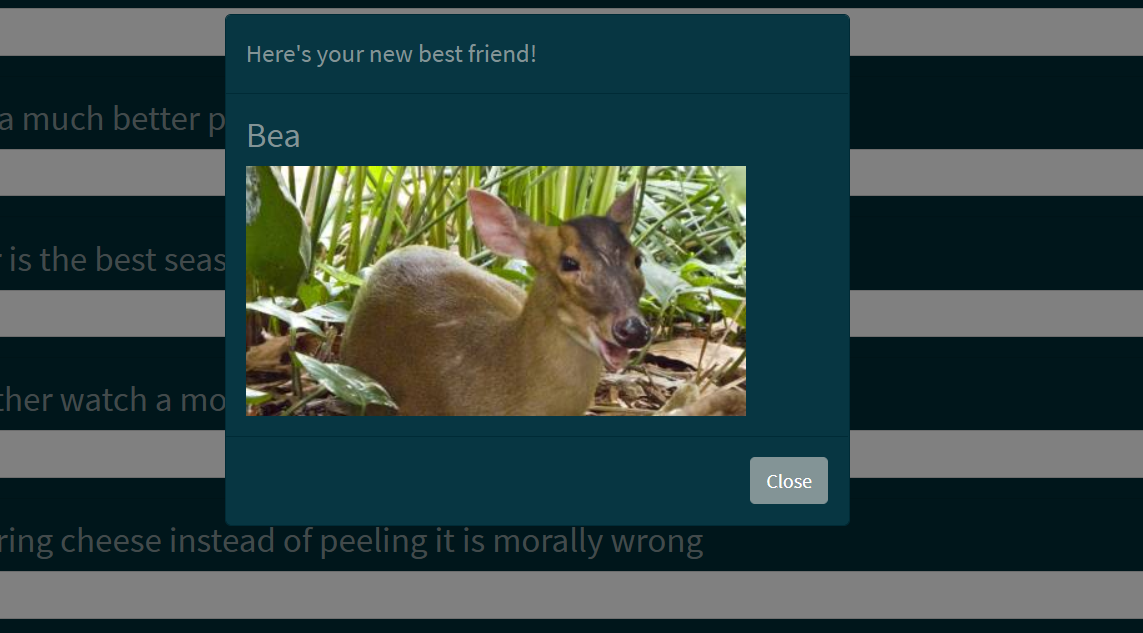 Here's your new best friend!
a much better p
Bea
r is the best seas
ther watch a mo
Close
ring cheese instead of peeling it is morally wrong